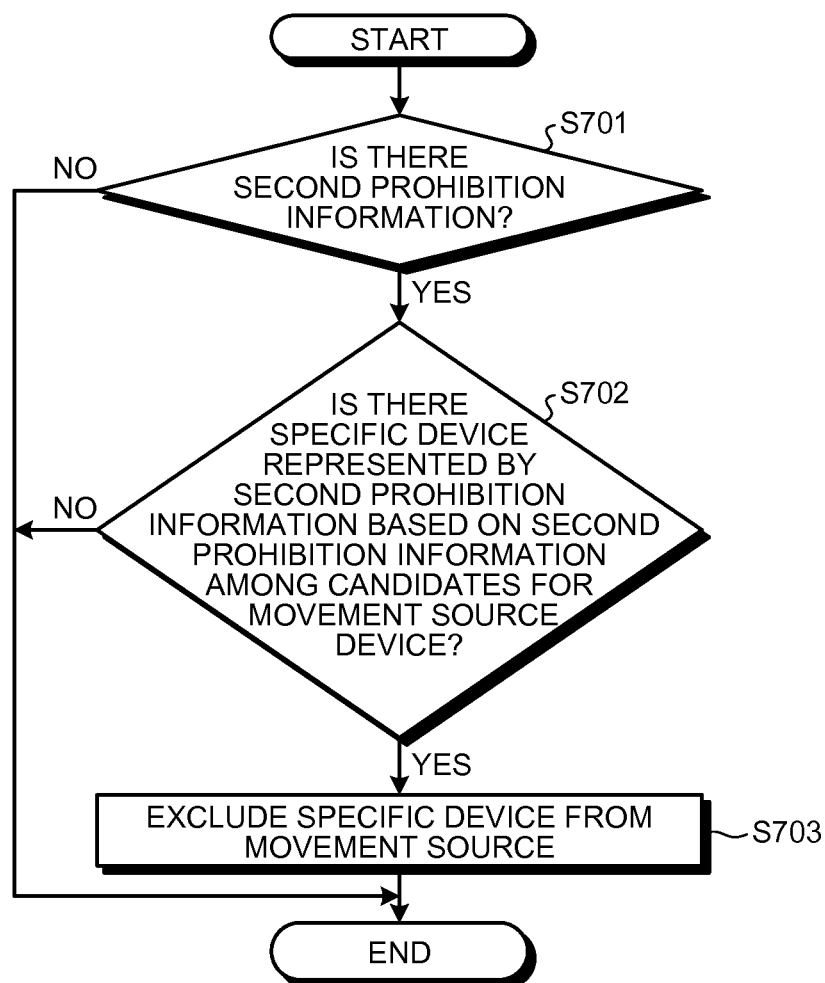 START
S701
IS THERE
SECOND PROHIBITION
INFORMATION?
NO
YES
S702
IS THERE
SPECIFIC DEVICE
REPRESENTED BY
SECOND PROHIBITION
INFORMATION BASED ON SECOND
PROHIBITION INFORMATION
AMONG CANDIDATES FOR
MOVEMENT SOURCE
DEVICE?
NO
YES
EXCLUDE SPECIFIC DEVICE FROM
MOVEMENT SOURCE
S703
END